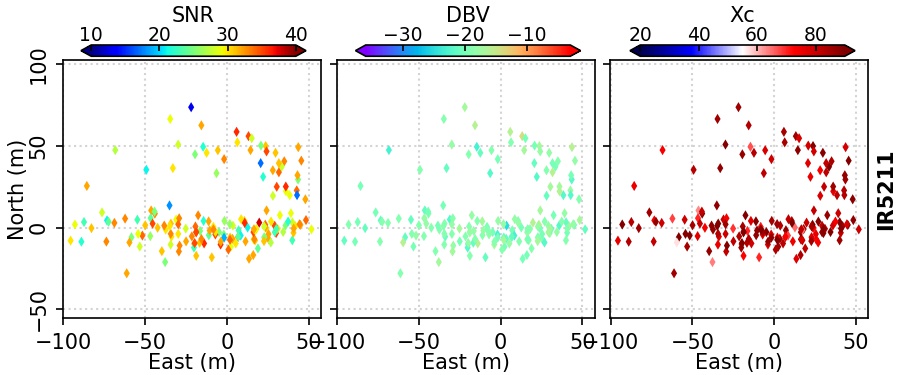 SNR DBV Xc
10 20 30 40 −30 −20 −10 20 40 60 80
100
50
0
−50
North (m)
−100 −50 0 50 −100 −50 0 50 −100 −50 0 50
East (m) East (m) East (m)
IR5211